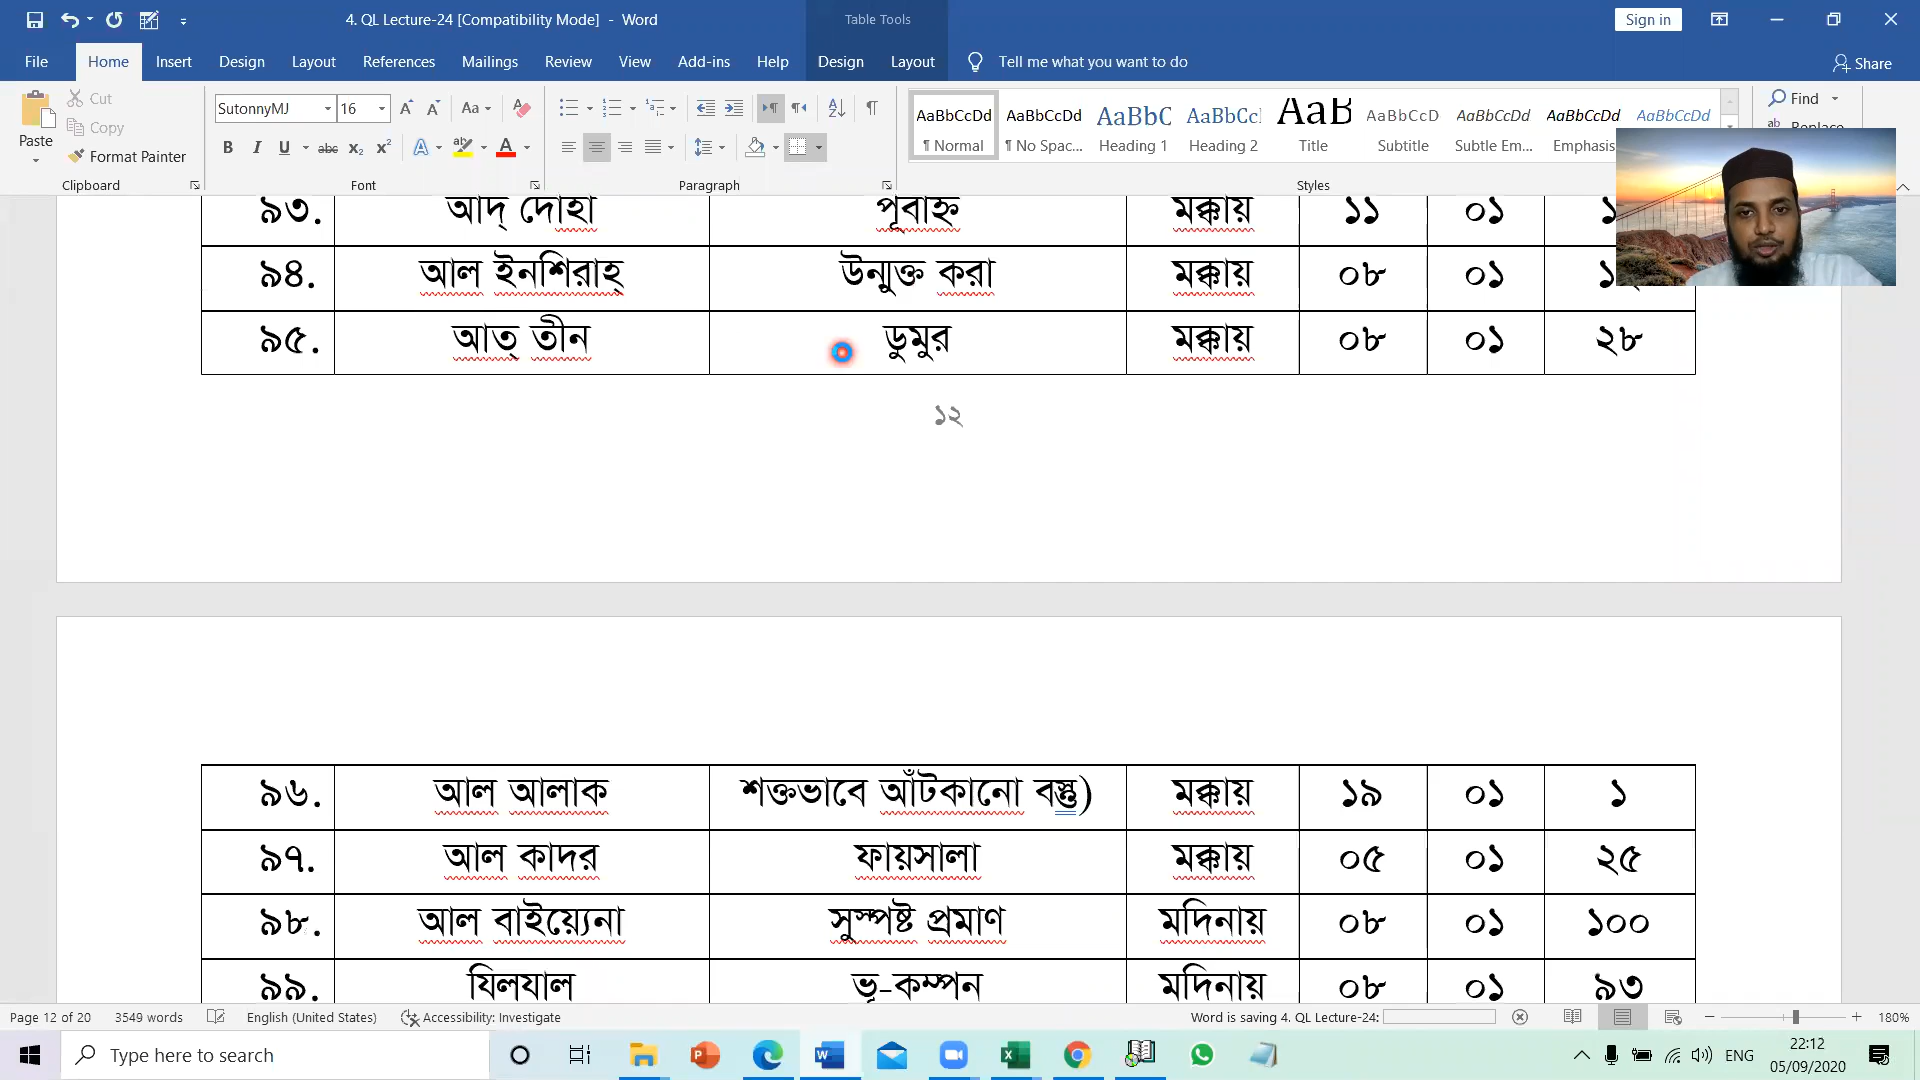 4. QL Lecture-24 [Compatibility Mode] - Word
Table Tools
Sign in
File Home Insert Design Layout References Mailings Review View Add-ins Help Design Layout Tell me what you want to do Share
Cut
Copy
Paste
Format Painter
SutonnyMJ 16
AaBbCcDd AaBbCcDd AaBbC AaBbCcl AaB AaBbCcD AaBbCcDd AaBbCcDd AaBbCcDd
¶ Normal ¶ No Spac... Heading 1 Heading 2 Title Subtitle Subtle Em... Emphasis
Find
Replace
Clipboard Font Paragraph Styles
৯৩. আদ্ দোহা পূর্বাহ্ন মক্কায় ১১ ০১
৯৪. আল ইনশিরাহ্ উন্মুক্ত করা মক্কায় ০৮ ০১
৯৫. আত্ তীন ডুমুর মক্কায় ০৮ ০১ ২৮
১২
৯৬. আল আলাক শক্তভাবে আঁটকানো বস্তু) মক্কায় ১৯ ০১ ১
৯৭. আল কাদর ফায়সালা মক্কায় ০৫ ০১ ২৫
৯৮. আল বাইয়্যেনা সুস্পষ্ট প্রমাণ মদিনায় ০৮ ০১ ১০০
৯৯. যিলযাল ভূ-কম্পন মদিনায় ০৮ ০১ ৯৩
Page 12 of 20 3549 words English (United States) Accessibility: Investigate Word is saving 4. QL Lecture-24: 180%
Type here to search
ENG
22:12
05/09/2020